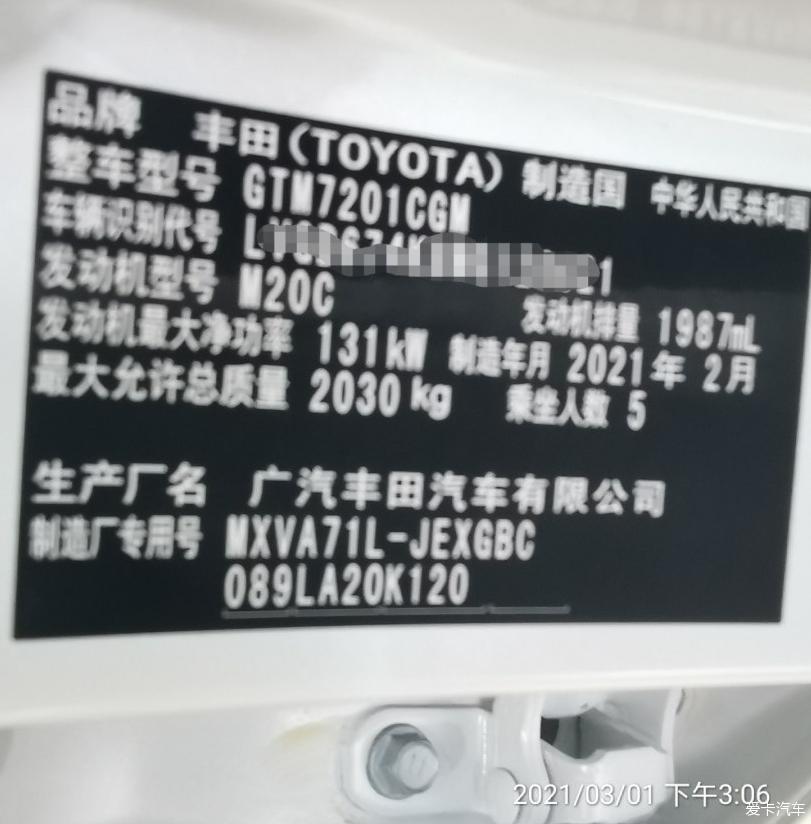 品牌 丰田(TOYOTA) 制造国 中华人民共和国
整车型号 GTM7201CGM
车辆识别代号
发动机型号 M20C 发动机排量 1987mL
发动机最大净功率 131kW 制造年月 2021年 2月
最大允许总质量 2030kg 乘坐人数 5
生产厂名 广汽丰田汽车有限公司
制造厂专用号 MXVA71L-JEXGBC
089LA20K120
2021/03/01 下午3:06
爱卡汽车